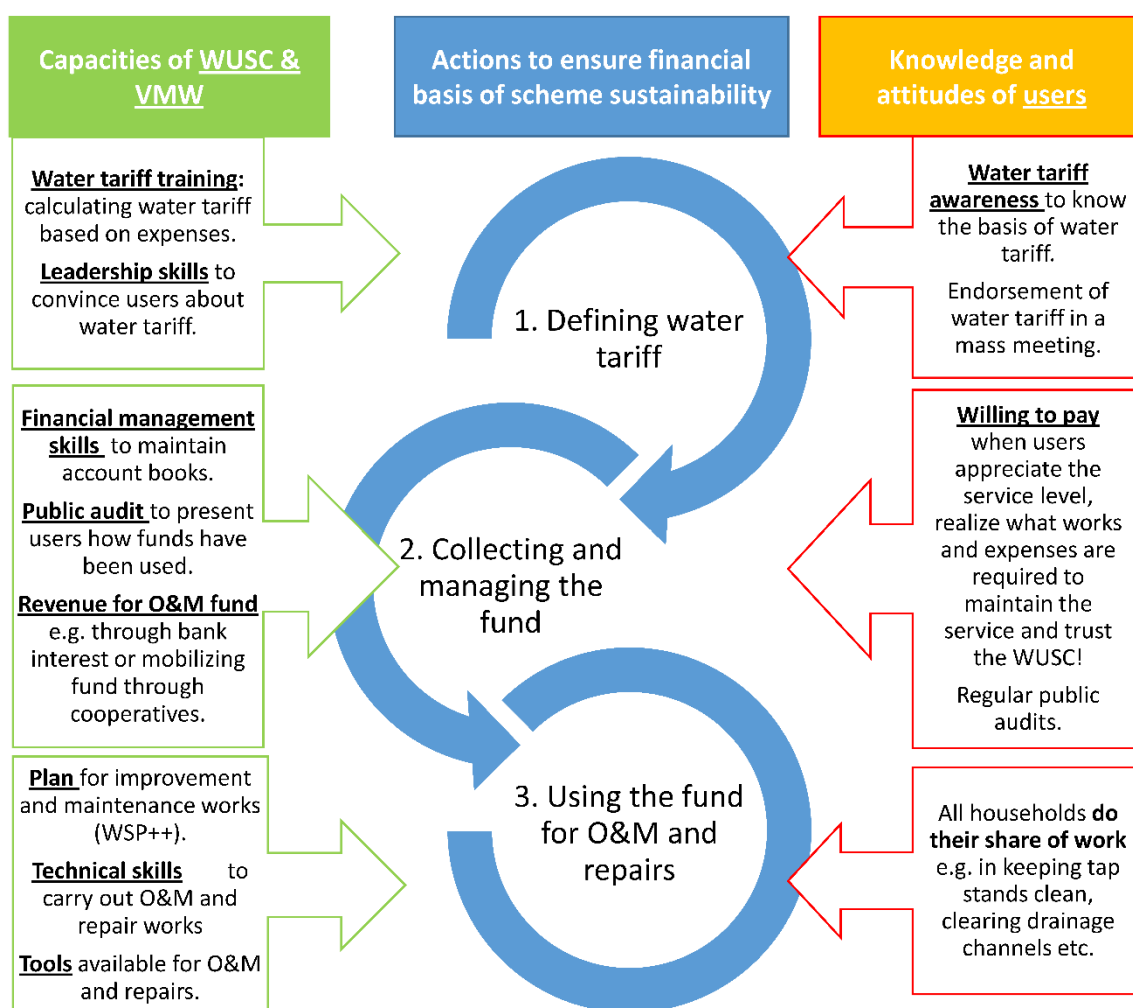 Capacities of WUSC &
VMW
Actions to ensure financial
basis of scheme sustainability
Knowledge and
attitudes of users
Water tariff training:
calculating water tariff
based on expenses.
Leadership skills to
convince users about
water tariff.
1. Defining water
tariff
Water tariff
awareness to know
the basis of water
tariff.
Endorsement of
water tariff in a
mass meeting.
Financial management
skills to maintain
account books.
Public audit to present
users how funds have
been used.
Revenue for O&M fund
e.g. through bank
interest or mobilizing
fund through
cooperatives.
2. Collecting and
managing the
fund
Willing to pay
when users
appreciate the
service level,
realize what works
and expenses are
required to
maintain the
service and trust
the WUSC!
Regular public
audits.
Plan for improvement
and maintenance works
(WSP++).
Technical skills to
carry out O&M and
repair works
Tools available for O&M
and repairs.
3. Using the fund
for O&M and
repairs
All households do
their share of work
e.g. in keeping tap
stands clean,
clearing drainage
channels etc.